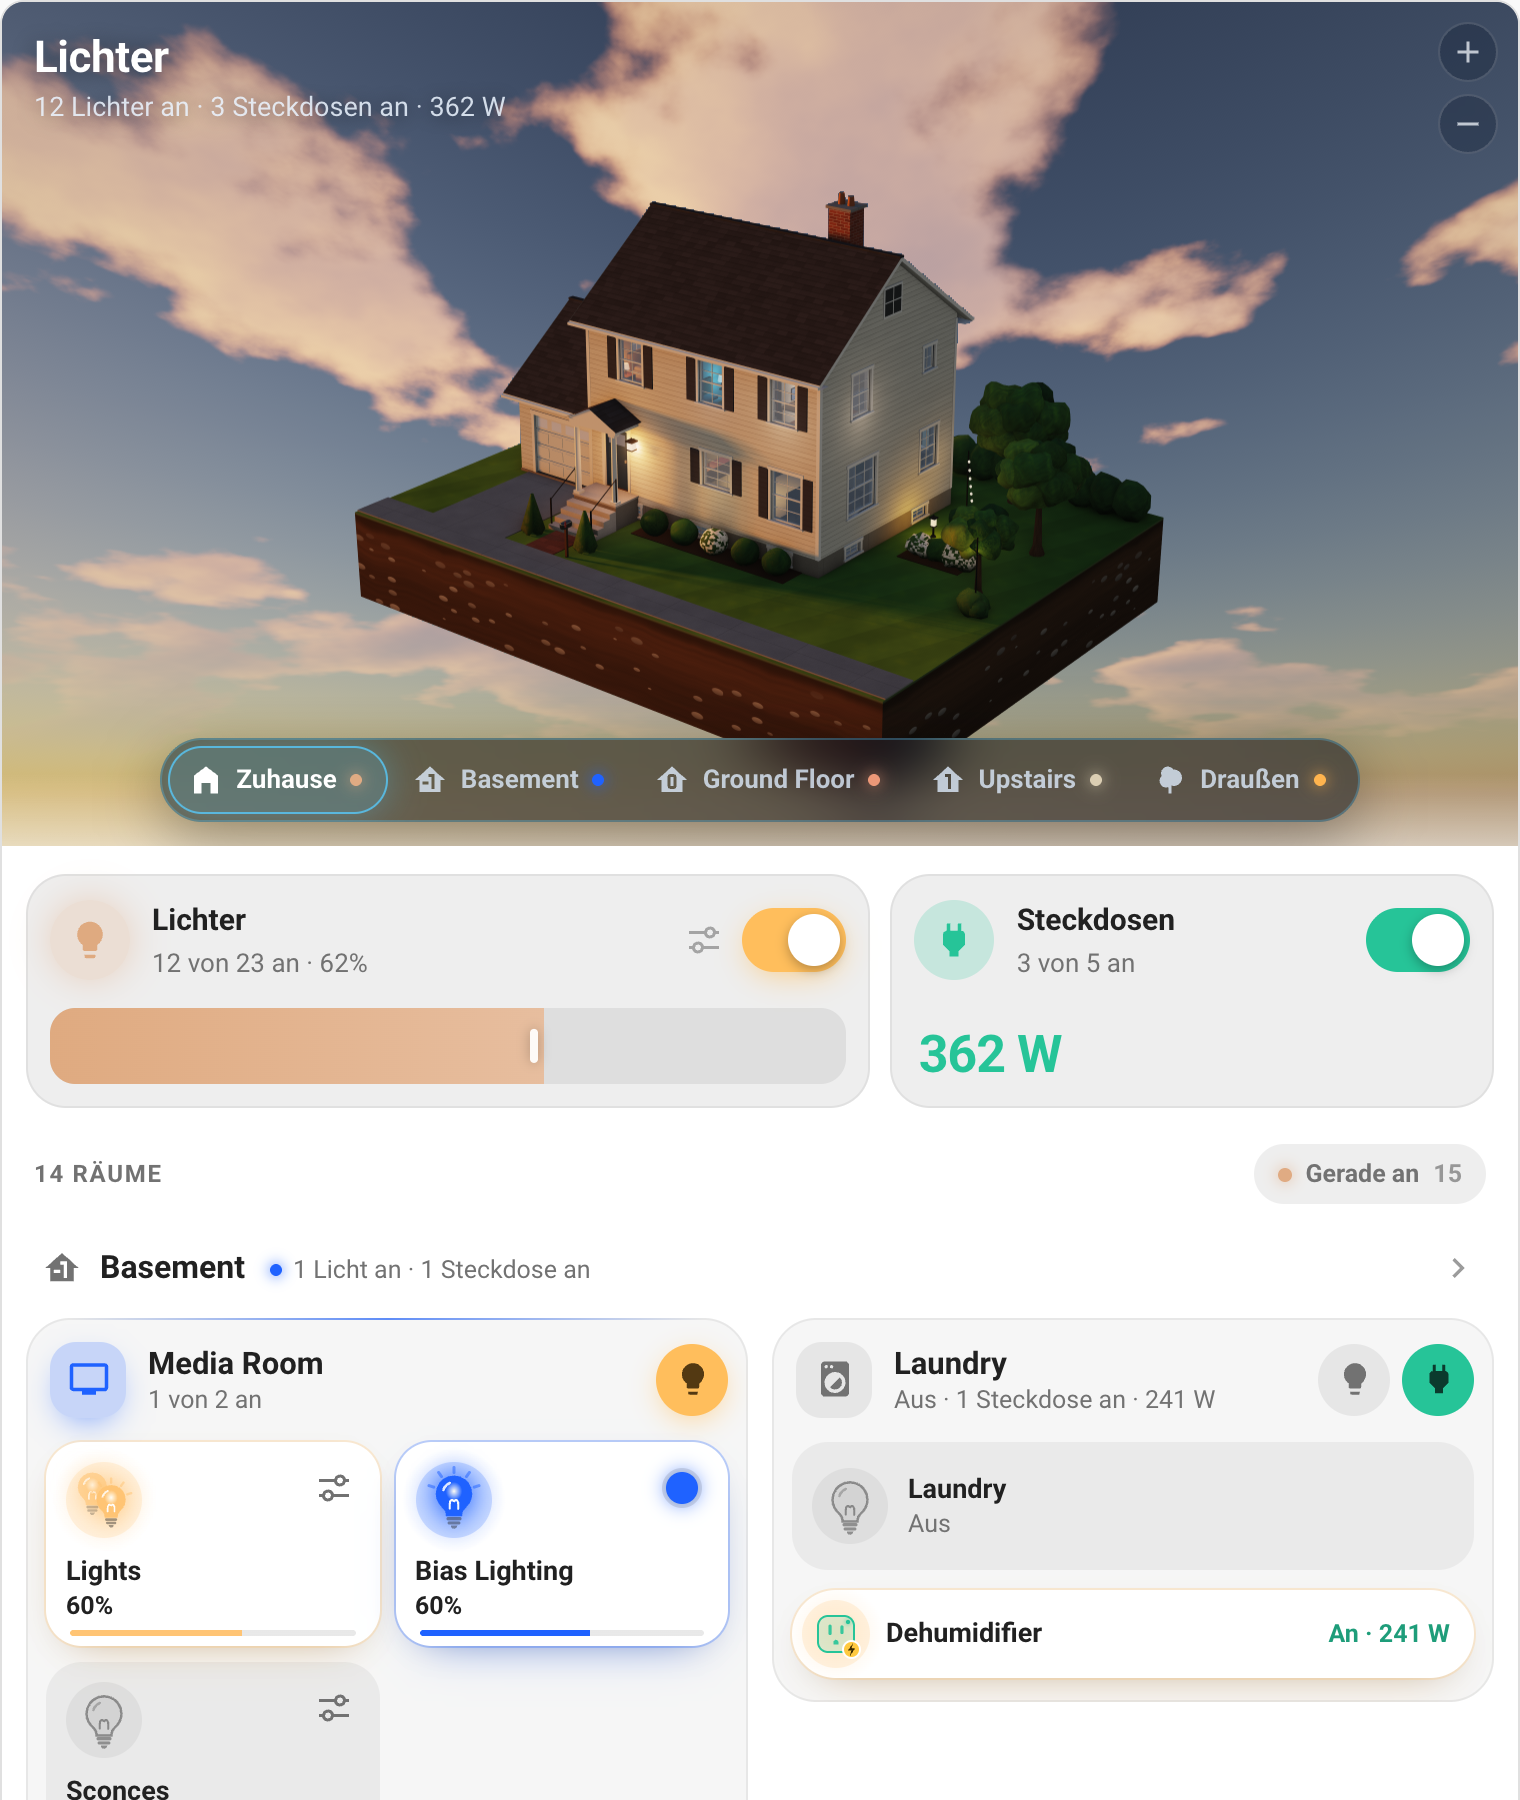 Lichter
12 Lichter an · 3 Steckdosen an · 362 W
Zuhause
Basement
Ground Floor
Upstairs
Draußen
Lichter
12 von 23 an · 62%
Steckdosen
3 von 5 an
362 W
14 RÄUME
Gerade an 15
Basement
1 Licht an · 1 Steckdose an
Media Room
1 von 2 an
Lights
60%
Bias Lighting
60%
Sconces
Laundry
Aus · 1 Steckdose an · 241 W
Laundry
Aus
Dehumidifier
An · 241 W